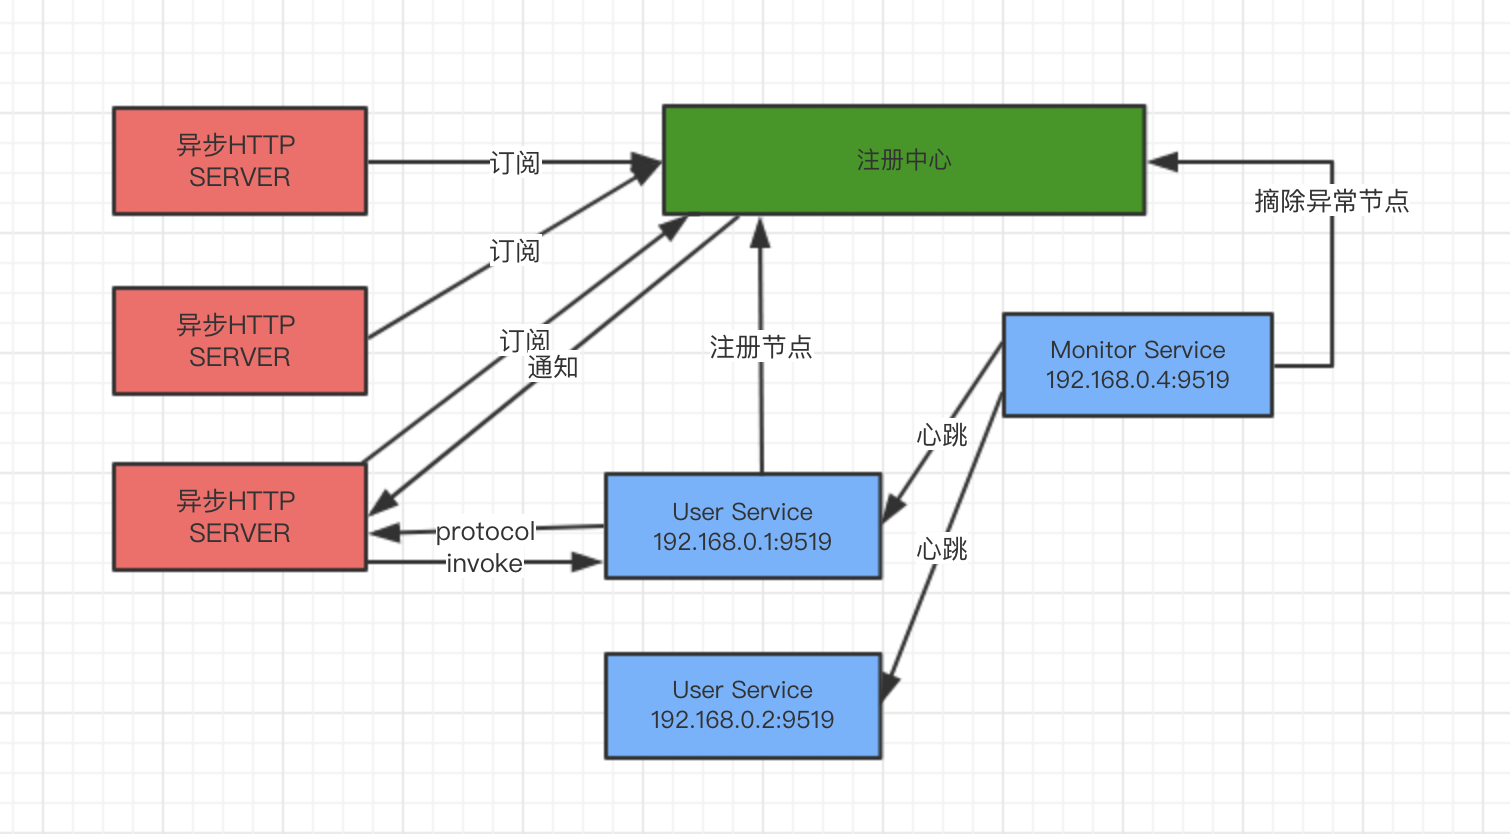 异步HTTP
SERVER
订阅
注册中心
摘除异常节点
订阅
异步HTTP
SERVER
订阅
通知
注册节点
Monitor Service
192.168.0.4:9519
心跳
异步HTTP
SERVER
protocol
invoke
User Service
192.168.0.1:9519
心跳
User Service
192.168.0.2:9519